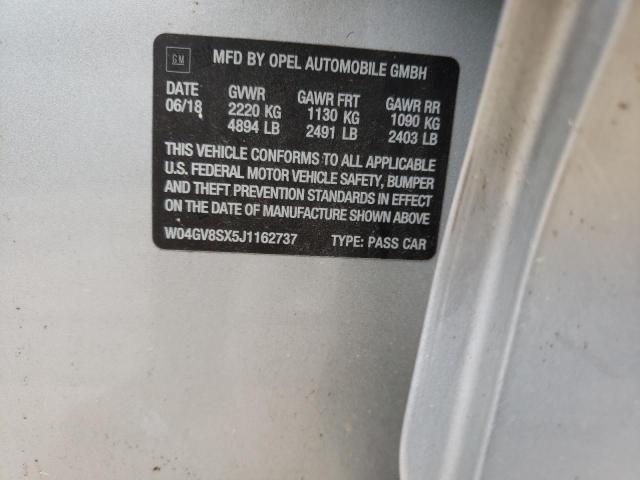 GM MFD BY OPEL AUTOMOBILE GMBH
DATE GVWR GAWR FRT GAWR RR
06/18 2220 KG 1130 KG 1090 KG
4894 LB 2491 LB 2403 LB
THIS VEHICLE CONFORMS TO ALL APPLICABLE
U.S. FEDERAL MOTOR VEHICLE SAFETY, BUMPER
AND THEFT PREVENTION STANDARDS IN EFFECT
ON THE DATE OF MANUFACTURE SHOWN ABOVE
W04GV8SX5J1162737 TYPE: PASS CAR